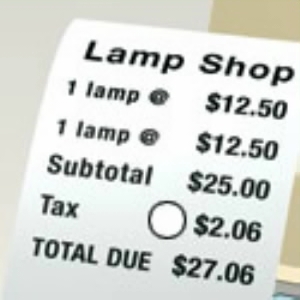 Lamp Shop
1 lamp @ $12.50
1 lamp @ $12.50
Subtotal $25.00
Tax $2.06
TOTAL DUE $27.06